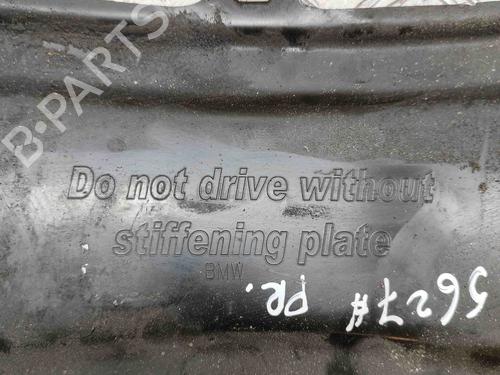 B-PARTS
Do not drive without
stiffening plate
BMW
5627# PR.